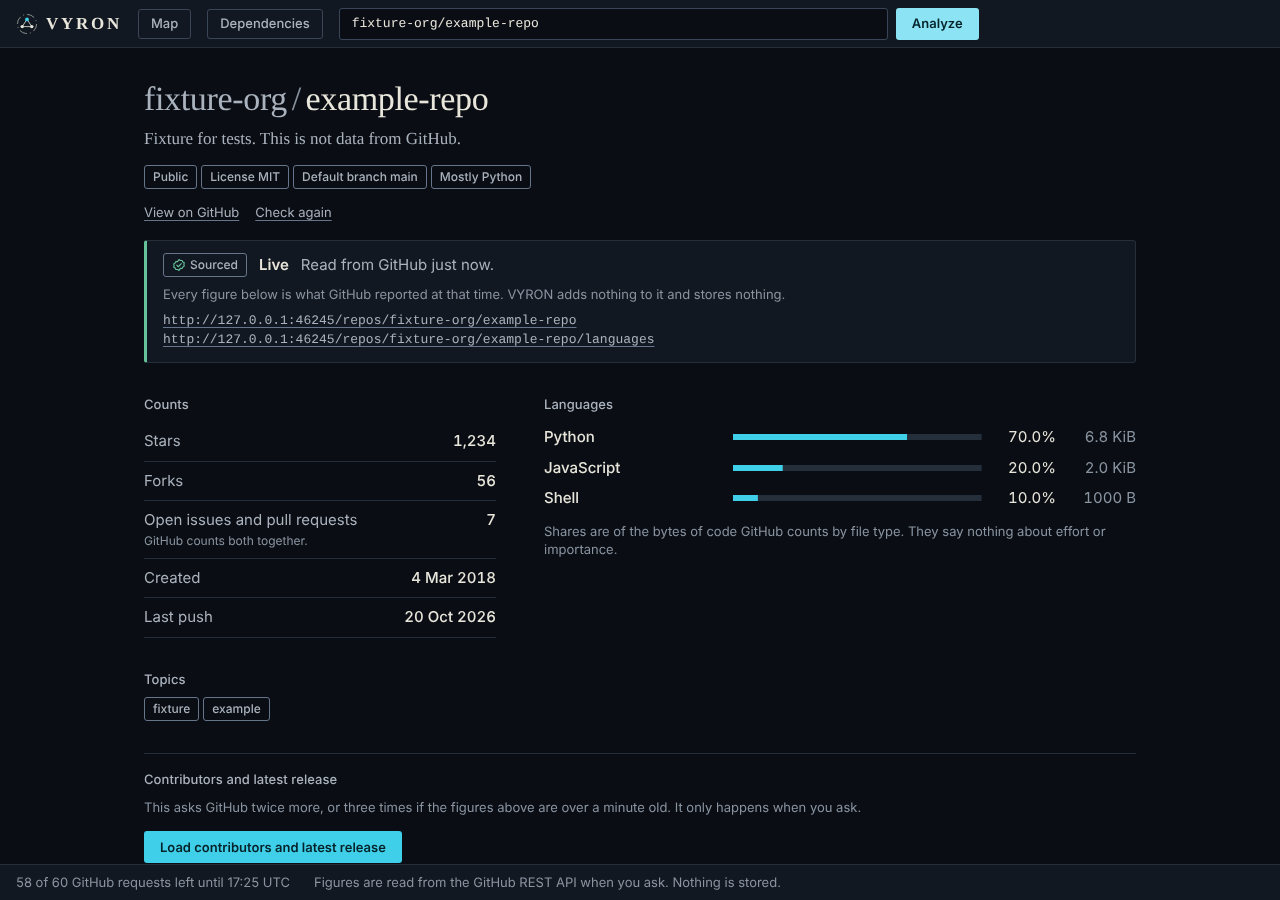 VYRON Map Dependencies fixture-org/example-repo Analyze
fixture-org/example-repo
Fixture for tests. This is not data from GitHub.
Public License MIT Default branch main Mostly Python
View on GitHub Check again
Sourced Live Read from GitHub just now.
Every figure below is what GitHub reported at that time. VYRON adds nothing to it and stores nothing.
http://127.0.0.1:46245/repos/fixture-org/example-repo
http://127.0.0.1:46245/repos/fixture-org/example-repo/languages
Counts
Stars 1,234
Forks 56
Open issues and pull requests 7
GitHub counts both together.
Created 4 Mar 2018
Last push 20 Oct 2026
Languages
Python 70.0% 6.8 KiB
JavaScript 20.0% 2.0 KiB
Shell 10.0% 1000 B
Shares are of the bytes of code GitHub counts by file type. They say nothing about effort or
importance.
Topics
fixture example
Contributors and latest release
This asks GitHub twice more, or three times if the figures above are over a minute old. It only happens when you ask.
Load contributors and latest release
58 of 60 GitHub requests left until 17:25 UTC Figures are read from the GitHub REST API when you ask. Nothing is stored.